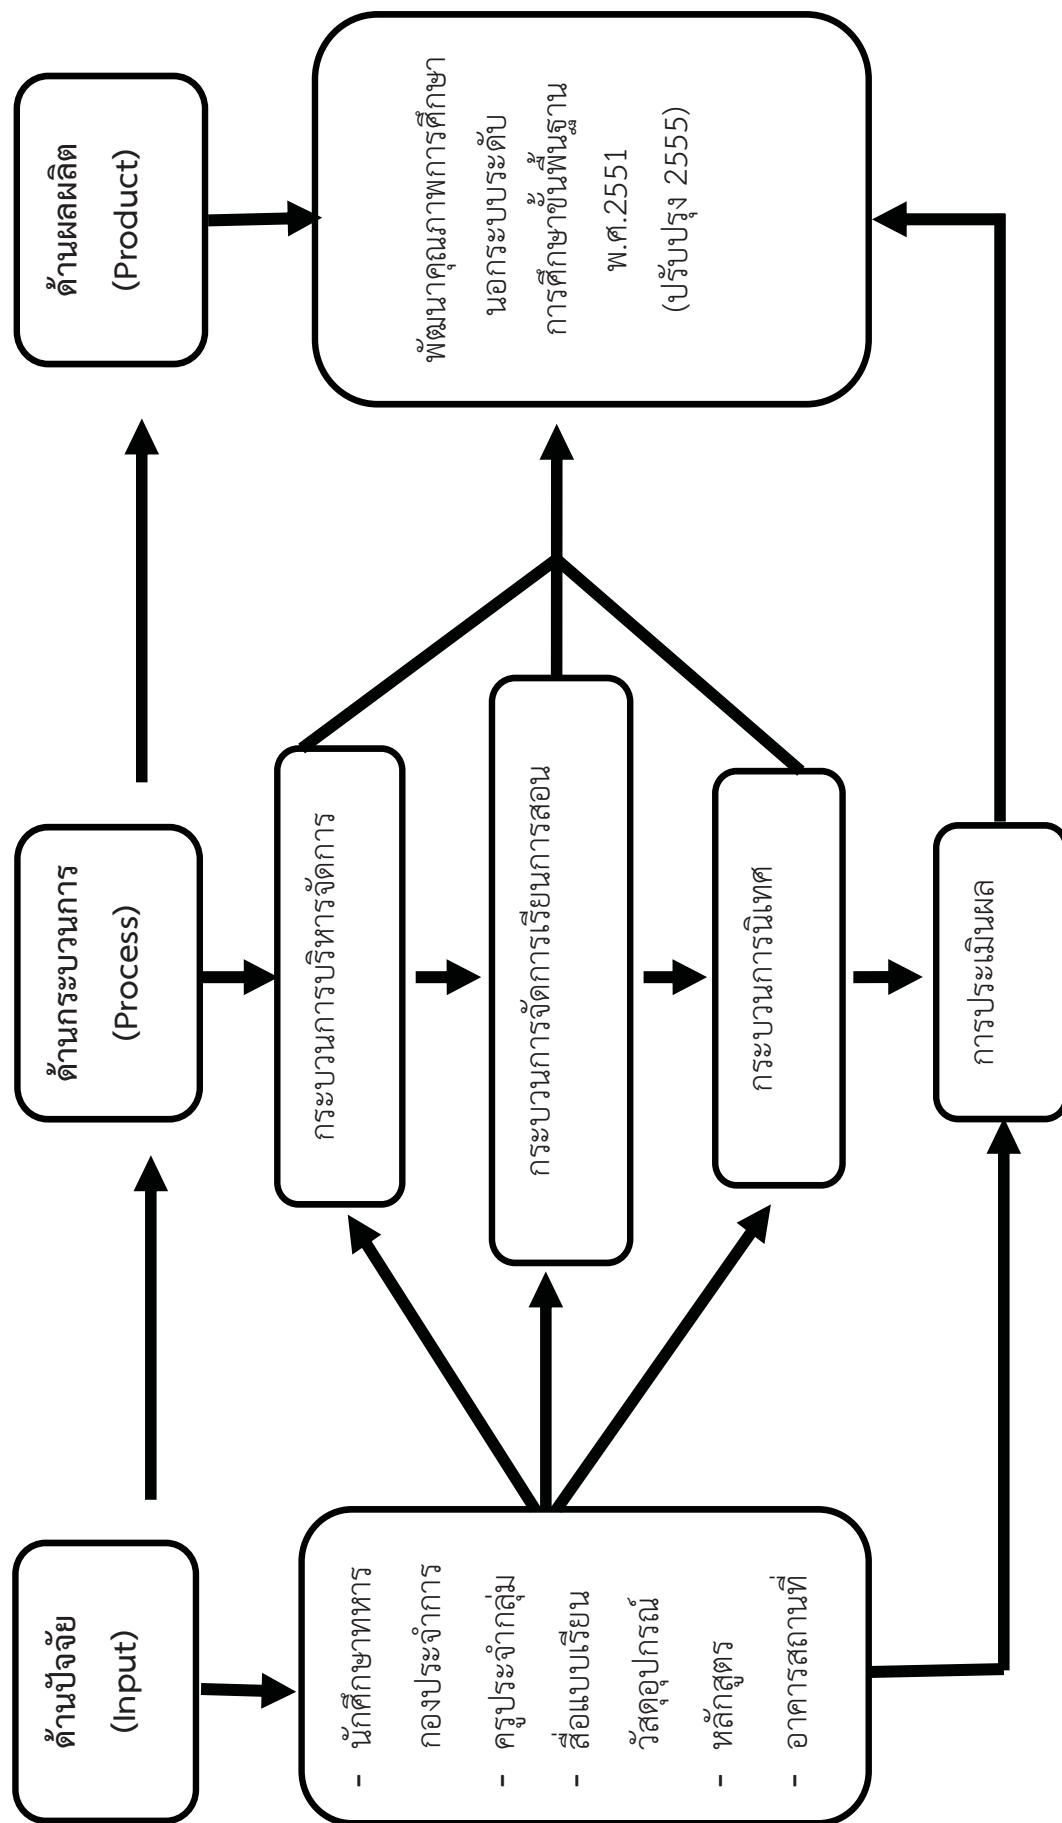 ด้านปัจจัย
(Input)
ด้านกระบวนการ
(Process)
ด้านผลผลิต
(Product)
- นักศึกษาทหาร
กองประจำการ
- ครูประจำกลุ่ม
- สื่อแบบเรียน
วัสดุอุปกรณ์
- หลักสูตร
- อาคารสถานที่
กระบวนการบริหารจัดการ
กระบวนการจัดการเรียนการสอน
กระบวนการนิเทศ
การประเมินผล
พัฒนาคุณภาพการศึกษา
นอกระบบระดับ
การศึกษาขั้นพื้นฐาน
พ.ศ.2551
(ปรับปรุง 2555)